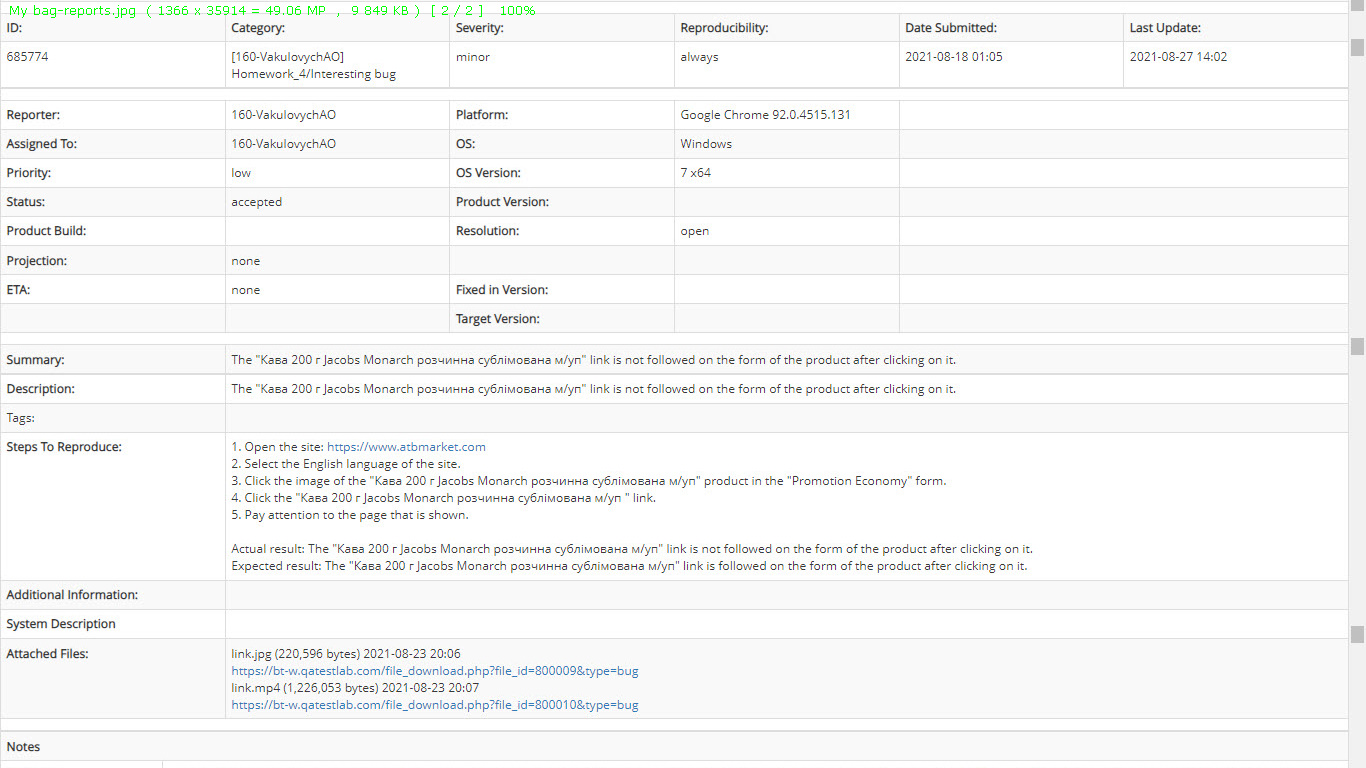 My bag-reports.jpg ( 1366 x 35914 = 49.06 MP , 9 849 KB ) [ 2 / 2 ] 100%
ID: Category: Severity: Reproducibility: Date Submitted: Last Update:
685774 [160-VakulovychAO] minor always 2021-08-18 01:05 2021-08-27 14:02
Homework_4/Interesting bug
Reporter: 160-VakulovychAO Platform: Google Chrome 92.0.4515.131
Assigned To: 160-VakulovychAO OS: Windows
Priority: low OS Version: 7 x64
Status: accepted Product Version:
Product Build: Resolution: open
Projection: none
ETA: none Fixed in Version:
Target Version:
Summary: The "Кава 200 г Jacobs Monarch розчинна сублімована м/уп" link is not followed on the form of the product after clicking on it.
Description: The "Кава 200 г Jacobs Monarch розчинна сублімована м/уп" link is not followed on the form of the product after clicking on it.
Tags:
Steps To Reproduce: 1. Open the site: https://www.atbmarket.com
2. Select the English language of the site.
3. Click the image of the "Кава 200 г Jacobs Monarch розчинна сублімована м/уп" product in the "Promotion Economy" form.
4. Click the "Кава 200 г Jacobs Monarch розчинна сублімована м/уп " link.
5. Pay attention to the page that is shown.
Actual result: The "Кава 200 г Jacobs Monarch розчинна сублімована м/уп" link is not followed on the form of the product after clicking on it.
Expected result: The "Кава 200 г Jacobs Monarch розчинна сублімована м/уп" link is followed on the form of the product after clicking on it.
Additional Information:
System Description
Attached Files: link.jpg (220,596 bytes) 2021-08-23 20:06
https://bt-w.qatestlab.com/file_download.php?file_id=800009&type=bug
link.mp4 (1,226,053 bytes) 2021-08-23 20:07
https://bt-w.qatestlab.com/file_download.php?file_id=800010&type=bug
Notes